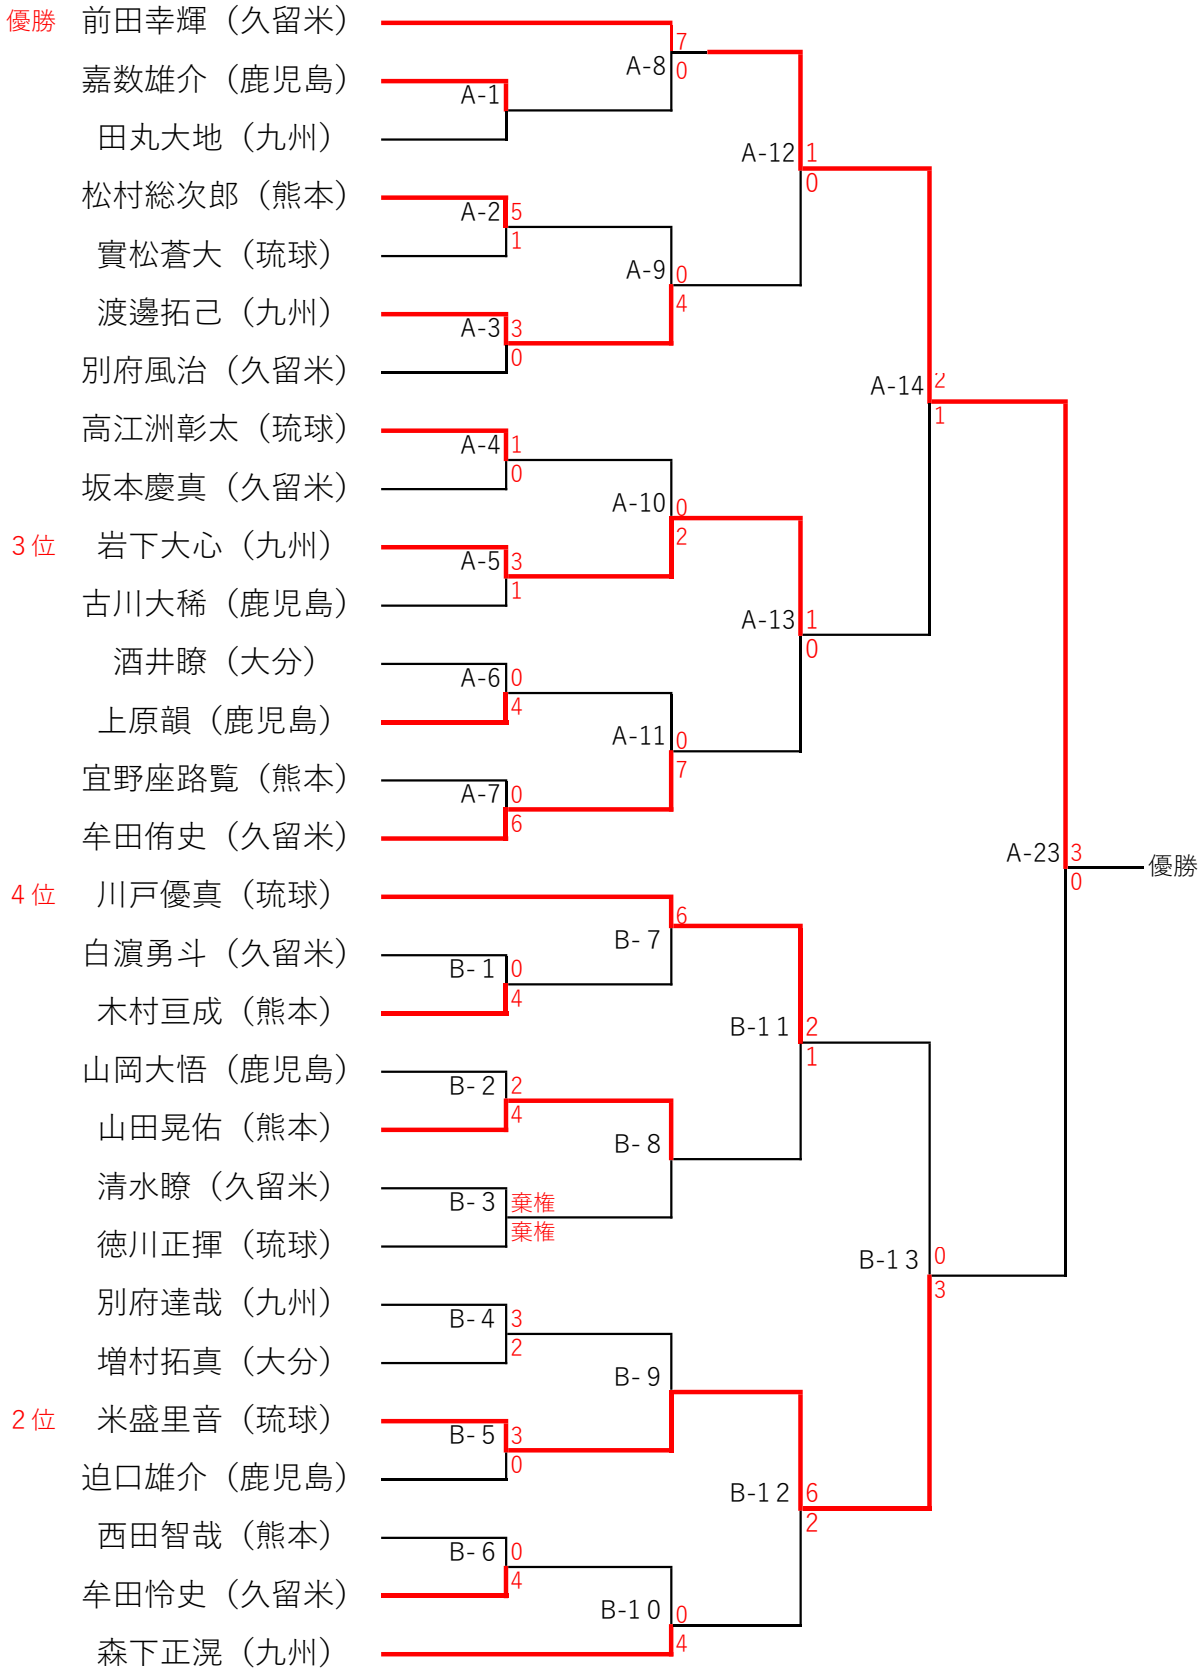 優勝 前田幸輝（久留米）
7
A-8 0
嘉数雄介（鹿児島）
A-1
田丸大地（九州）
A-12 1
0
松村総次郎（熊本）
A-2 5
1
實松蒼大（琉球）
A-9 0
4
渡邊拓己（九州）
A-3 3
0
別府風治（久留米）
A-14 2
1
高江洲彰太（琉球）
A-4 1
0
坂本慶真（久留米）
A-10 0
2
3位 岩下大心（九州）
A-5 3
1
古川大稀（鹿児島）
A-13 1
0
酒井瞭（大分）
A-6 0
4
上原韻（鹿児島）
A-11 0
7
宜野座路覧（熊本）
A-7 0
6
牟田侑史（久留米）
A-23 3
0
優勝
4位 川戸優真（琉球）
6
B-7
白濵勇斗（久留米）
B-1 0
4
木村亘成（熊本）
B-11 2
1
山岡大悟（鹿児島）
B-2 2
4
山田晃佑（熊本）
B-8
清水瞭（久留米）
B-3 棄権
棄権
徳川正揮（琉球）
B-13 0
3
別府達哉（九州）
B-4 3
2
増村拓真（大分）
B-9
2位 米盛里音（琉球）
B-5 3
0
迫口雄介（鹿児島）
B-12 6
2
西田智哉（熊本）
B-6 0
4
牟田怜史（久留米）
B-10 0
4
森下正滉（九州）